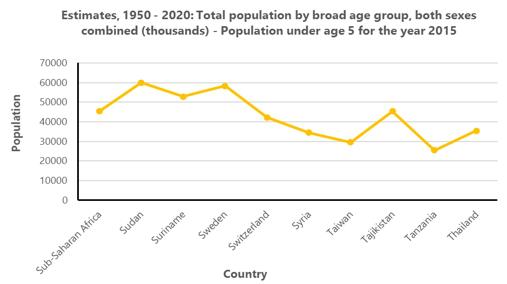 Estimates, 1950 - 2020: Total population by broad age group, both sexes
combined (thousands) - Population under age 5 for the year 2015
70000
60000
50000
40000
30000
20000
10000
0
Population
Sub-Saharan Africa
Sudan
Suriname
Sweden
Switzerland
Syria
Taiwan
Tajikistan
Tanzania
Thailand
Country